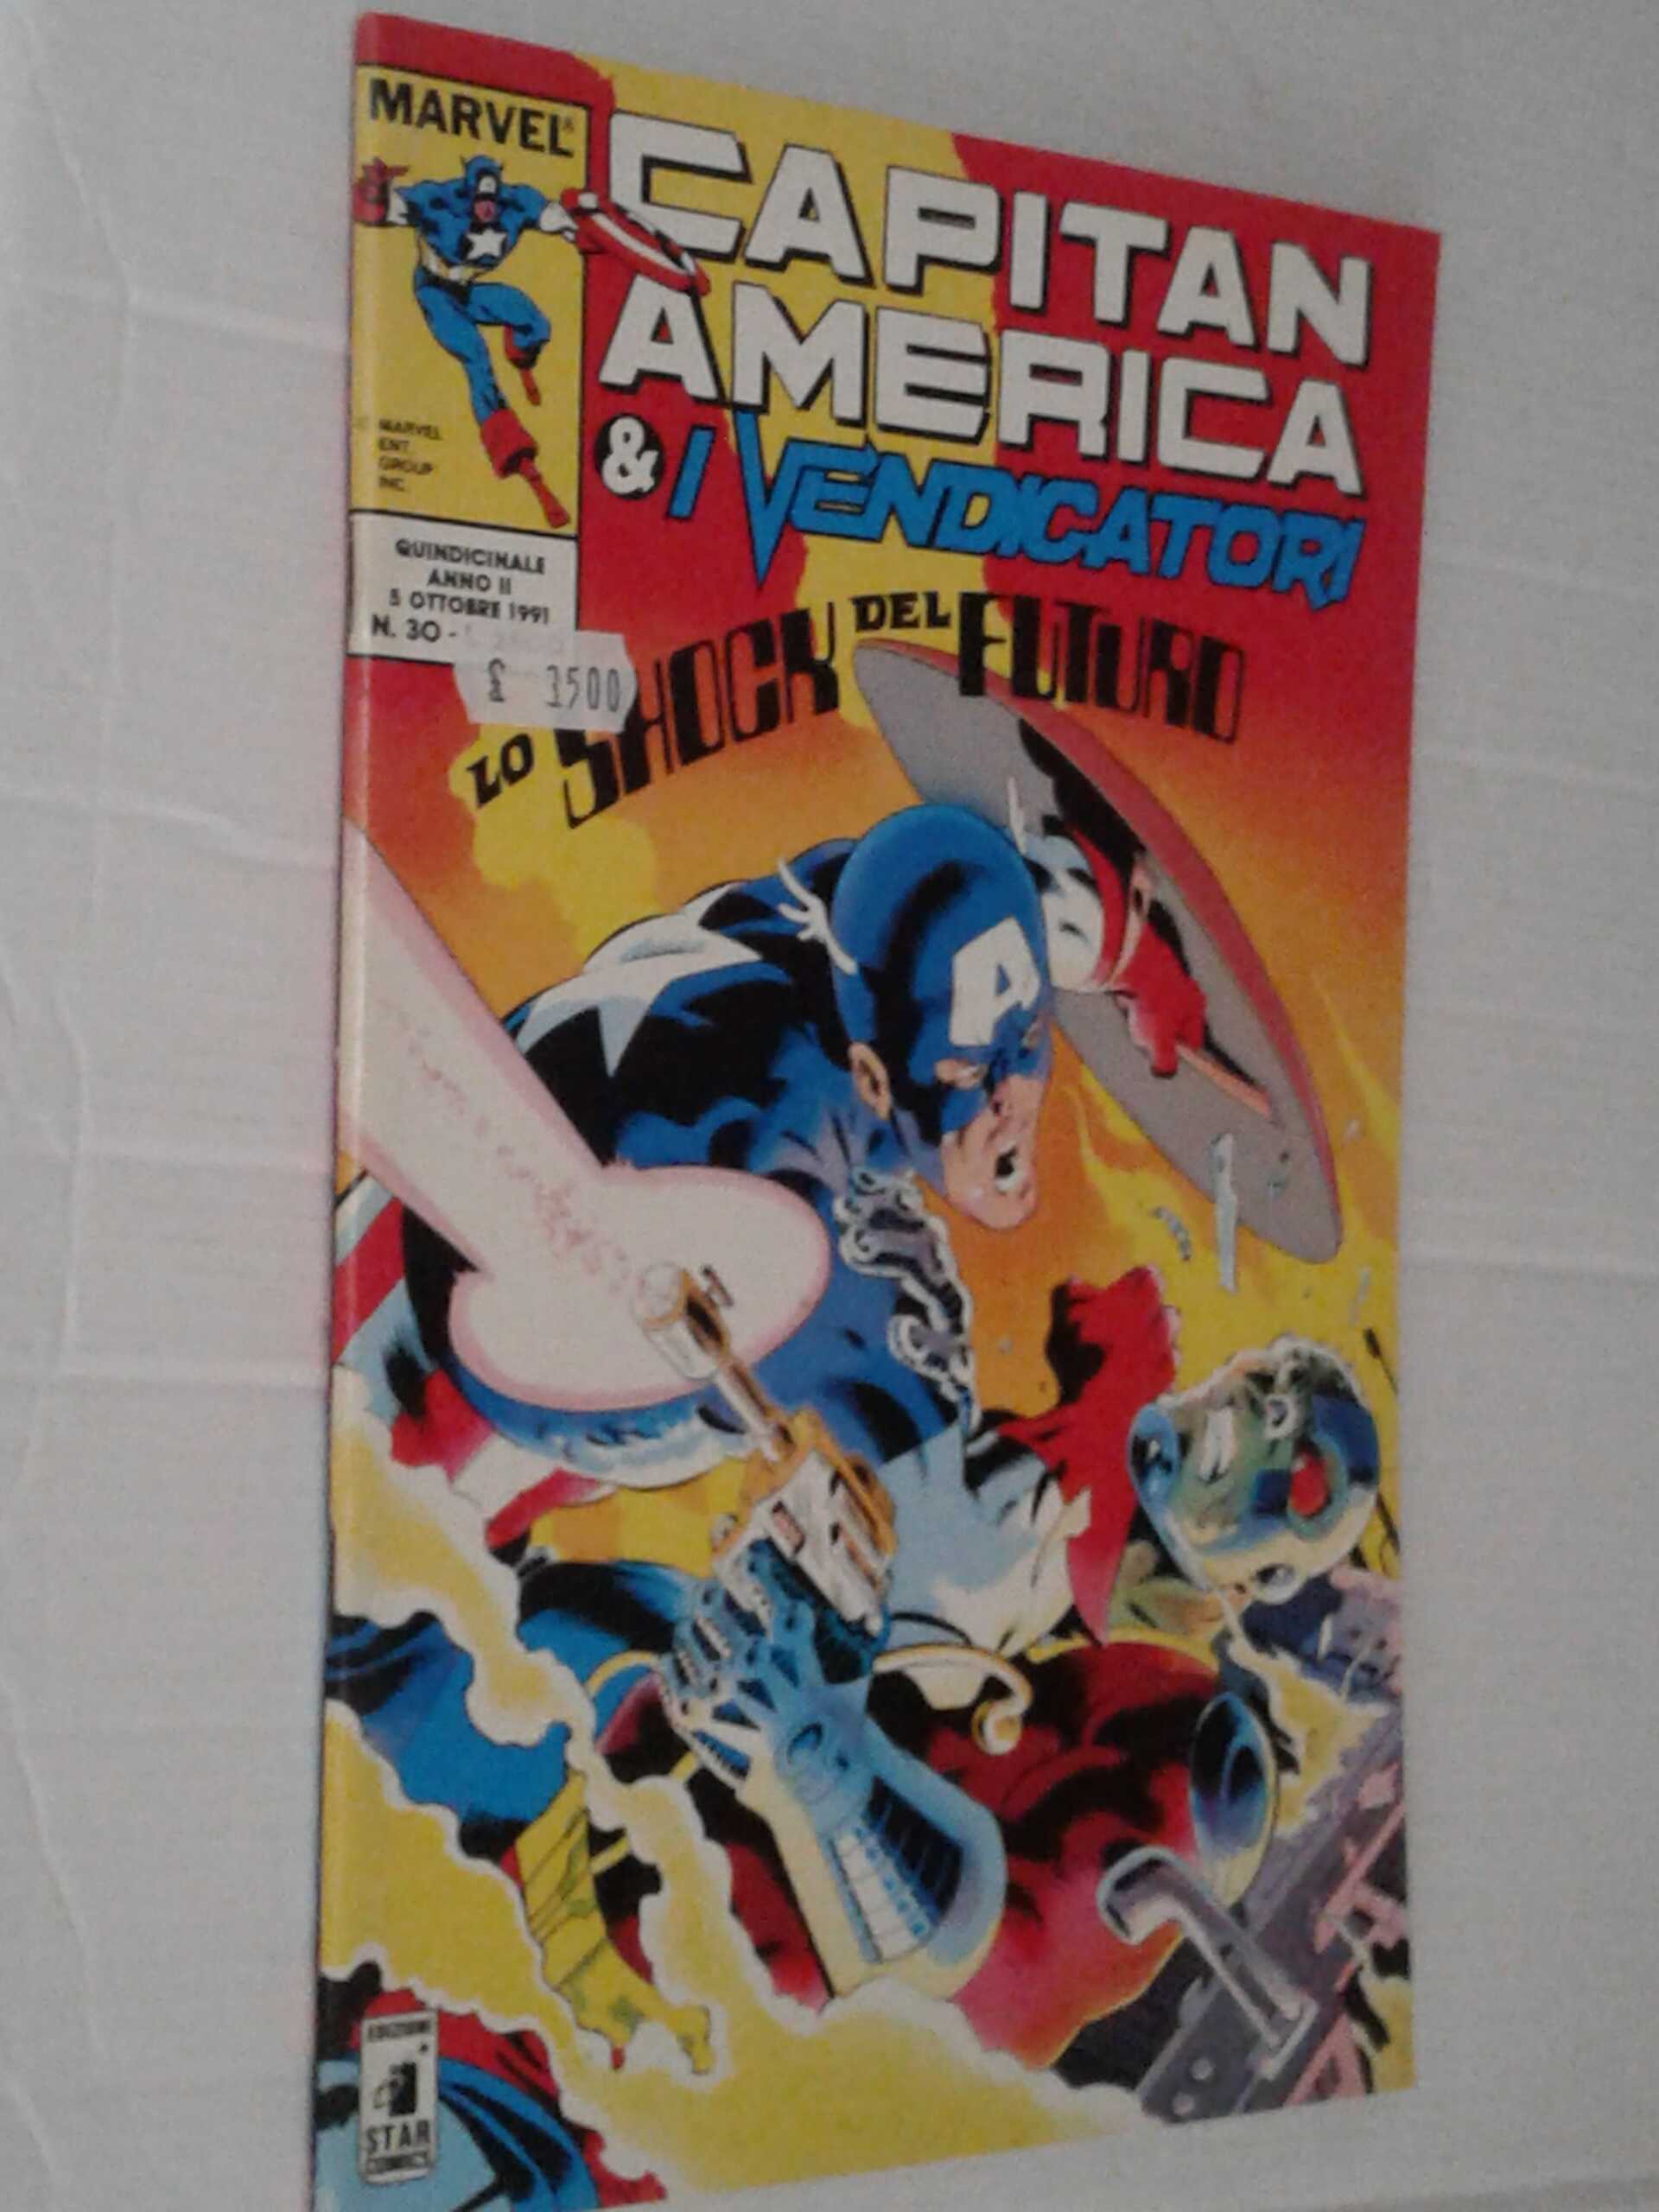 MARVEL®
CAPITAN
AMERICA
& I VENDICATORI
MARVEL
ENT.
GROUP
INC.
QUINDICINALE
ANNO II
5 OTTOBRE 1991
N. 30 -
£ 3500
LO SHOCK DEL FUTURO
A
EDIZIONI
STAR
COMICS